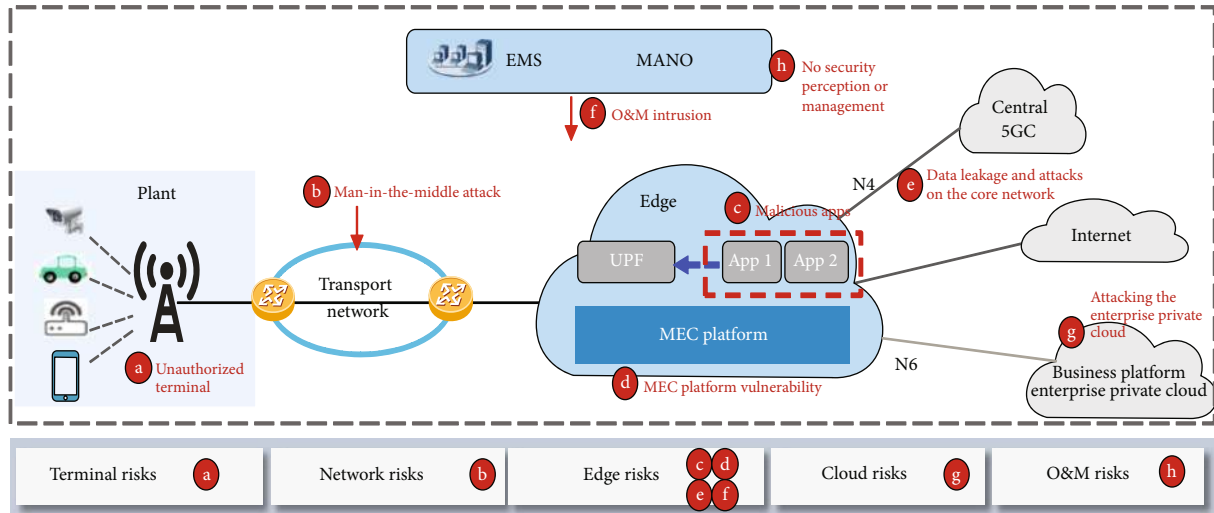 EMS
MANO
h
No security
perception or
management
f
O&M intrusion
Central
5GC
Plant
b
Man-in-the-middle attack
N4
e
Data leakage and attacks
on the core network
Edge
c
Malicious apps
UPF
App 1
App 2
Internet
Transport
network
MEC platform
Attacking the
enterprise private
cloud
g
a
Unauthorized
terminal
d
MEC platform vulnerability
N6
Business platform
enterprise private cloud
Terminal risks
a
Network risks
b
Edge risks
c
d
e
f
Cloud risks
g
O&M risks
h